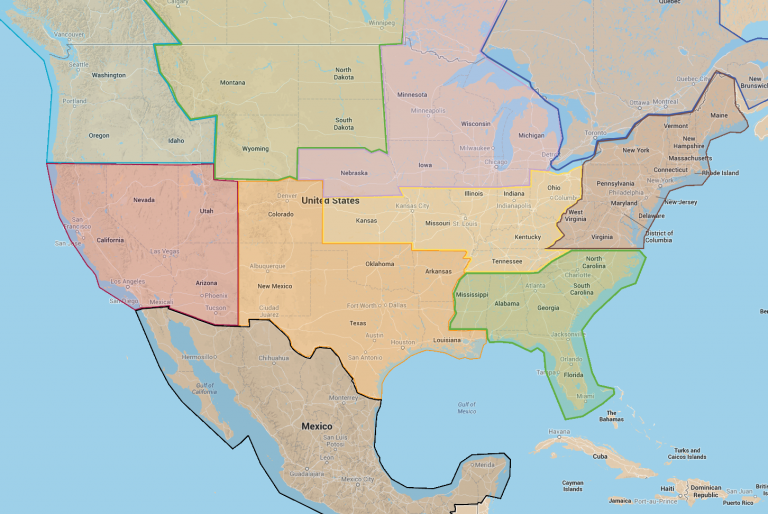 Calgary
Winnipeg
Quebec
Vancouver
Seattle
Washington
Montana
North
Dakota
Minnesota
Quebec City
New
Brunswick
Portland
Minneapolis
Ottawa
Montreal
Maine
Oregon
Idaho
South
Dakota
Wisconsin
Michigan
Toronto
Vermont
New
Hampshire
Wyoming
Milwaukee
New York
Massachusetts
Iowa
Chicago
Detr
Connecticut
Rhode Island
Nebraska
Pennsylvania
New York
Nevada
Denver
United States
Illinois
Indiana
Ohio
Philadelphia
New Jersey
Utah
Colorado
Kansas
Kansas City
Indianapolis
Columbus
Maryland
Delaware
San
Francisco
San Jose
California
Missouri
St. Louis
West
Virginia
District of
Columbia
Las Vegas
Kentucky
Virginia
Albuquerque
Oklahoma
Arkansas
Tennessee
North
Carolina
Charlotte
Los Angeles
Arizona
Phoenix
New Mexico
Mississippi
Alabama
Atlanta
Georgia
South
Carolina
San Diego
Mexicali
Tucson
Ciudad
Juárez
Fort Worth
Dallas
Texas
Austin
Houston
Louisiana
Jacksonville
Hermosillo
Chihuahua
San Antonio
Orlando
Tampa
Florida
Gulf of
California
Monterrey
Miami
Gulf of
Mexico
The
Bahamas
Mexico
Havana
San Luis
Potosí
Cuba
Turks and
Caicos Islands
Leon
Guadalajara
Mexico City
Merida
Cayman
Islands
Haiti
Dominican
Republic
San Juan
Jamaica
Port-au-Prince
Puerto Rico